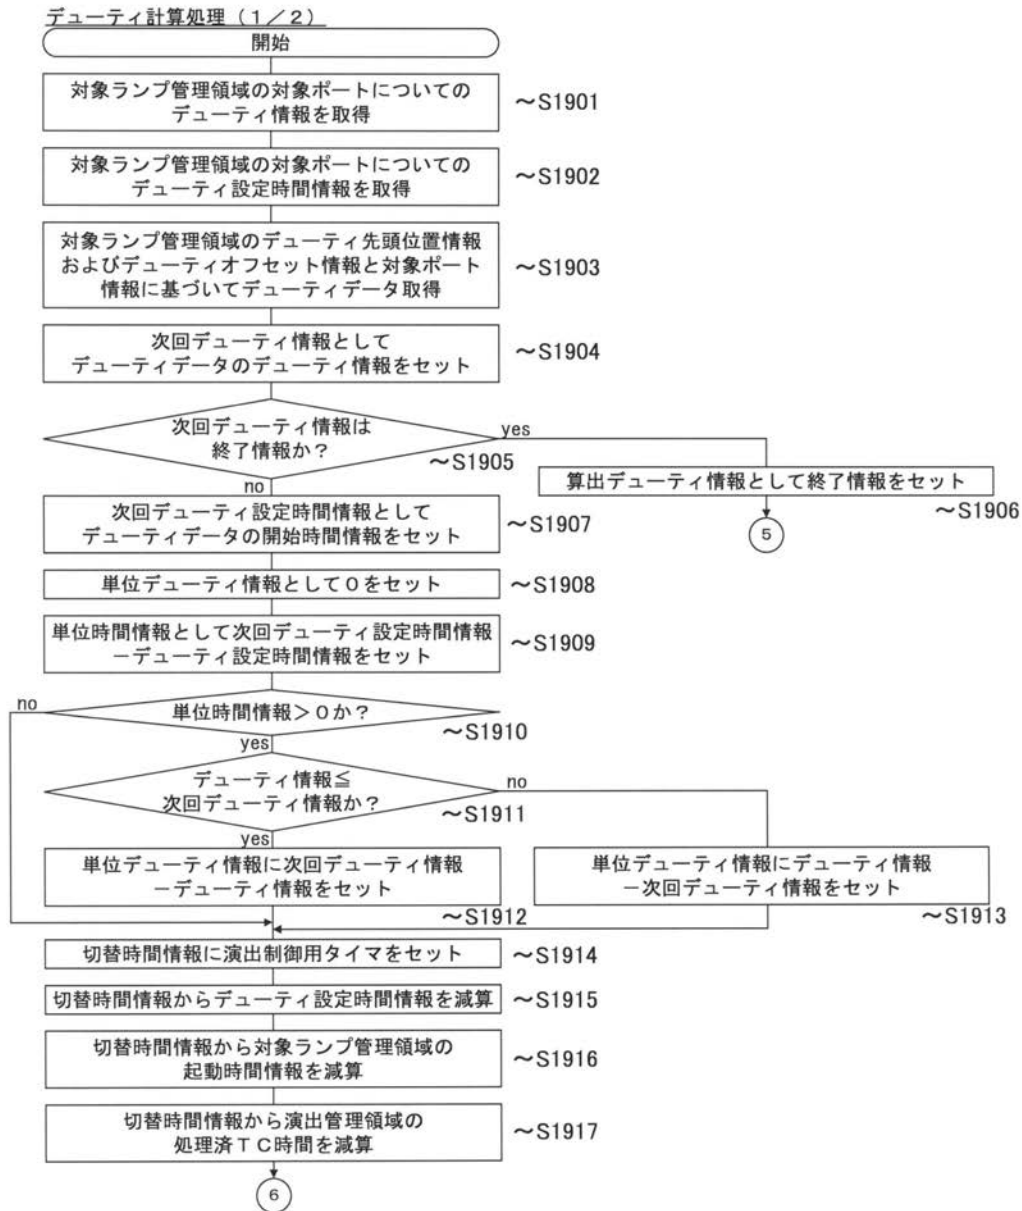 デューティ計算処理（１／２）
開始
対象ランプ管理領域の対象ポートについての
デューティ情報を取得
～S1901
対象ランプ管理領域の対象ポートについての
デューティ設定時間情報を取得
～S1902
対象ランプ管理領域のデューティ先頭位置情報
およびデューティオフセット情報と対象ポート
情報に基づいてデューティデータ取得
～S1903
次回デューティ情報として
デューティデータのデューティ情報をセット
～S1904
次回デューティ情報は
終了情報か？
～S1905
yes
no
算出デューティ情報として終了情報をセット
～S1906
5
次回デューティ設定時間情報として
デューティデータの開始時間情報をセット
～S1907
単位デューティ情報として０をセット
～S1908
単位時間情報として次回デューティ設定時間情報
－デューティ設定時間情報をセット
～S1909
no
単位時間情報＞０か？
～S1910
yes
デューティ情報≦
次回デューティ情報か？
～S1911
no
yes
単位デューティ情報に次回デューティ情報
－デューティ情報をセット
～S1912
単位デューティ情報にデューティ情報
－次回デューティ情報をセット
～S1913
切替時間情報に演出制御用タイマをセット
～S1914
切替時間情報からデューティ設定時間情報を減算
～S1915
切替時間情報から対象ランプ管理領域の
起動時間情報を減算
～S1916
切替時間情報から演出管理領域の
処理済ＴＣ時間を減算
～S1917
6